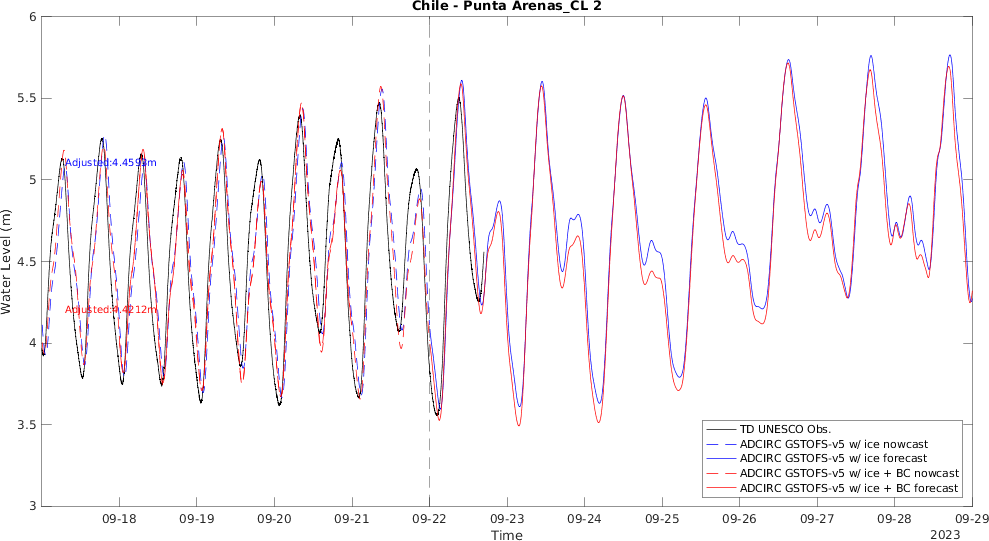 Chile - Punta Arenas_CL 2
Water Level (m)
6
5.5
5
4.5
4
3.5
3
Adjusted:4.4593m
Adjusted:4.4212m
TD UNESCO Obs.
ADCIRC GSTOFS-v5 w/ ice nowcast
ADCIRC GSTOFS-v5 w/ ice forecast
ADCIRC GSTOFS-v5 w/ ice + BC nowcast
ADCIRC GSTOFS-v5 w/ ice + BC forecast
09-18 09-19 09-20 09-21 09-22 09-23 09-24 09-25 09-26 09-27 09-28 09-29
Time
2023